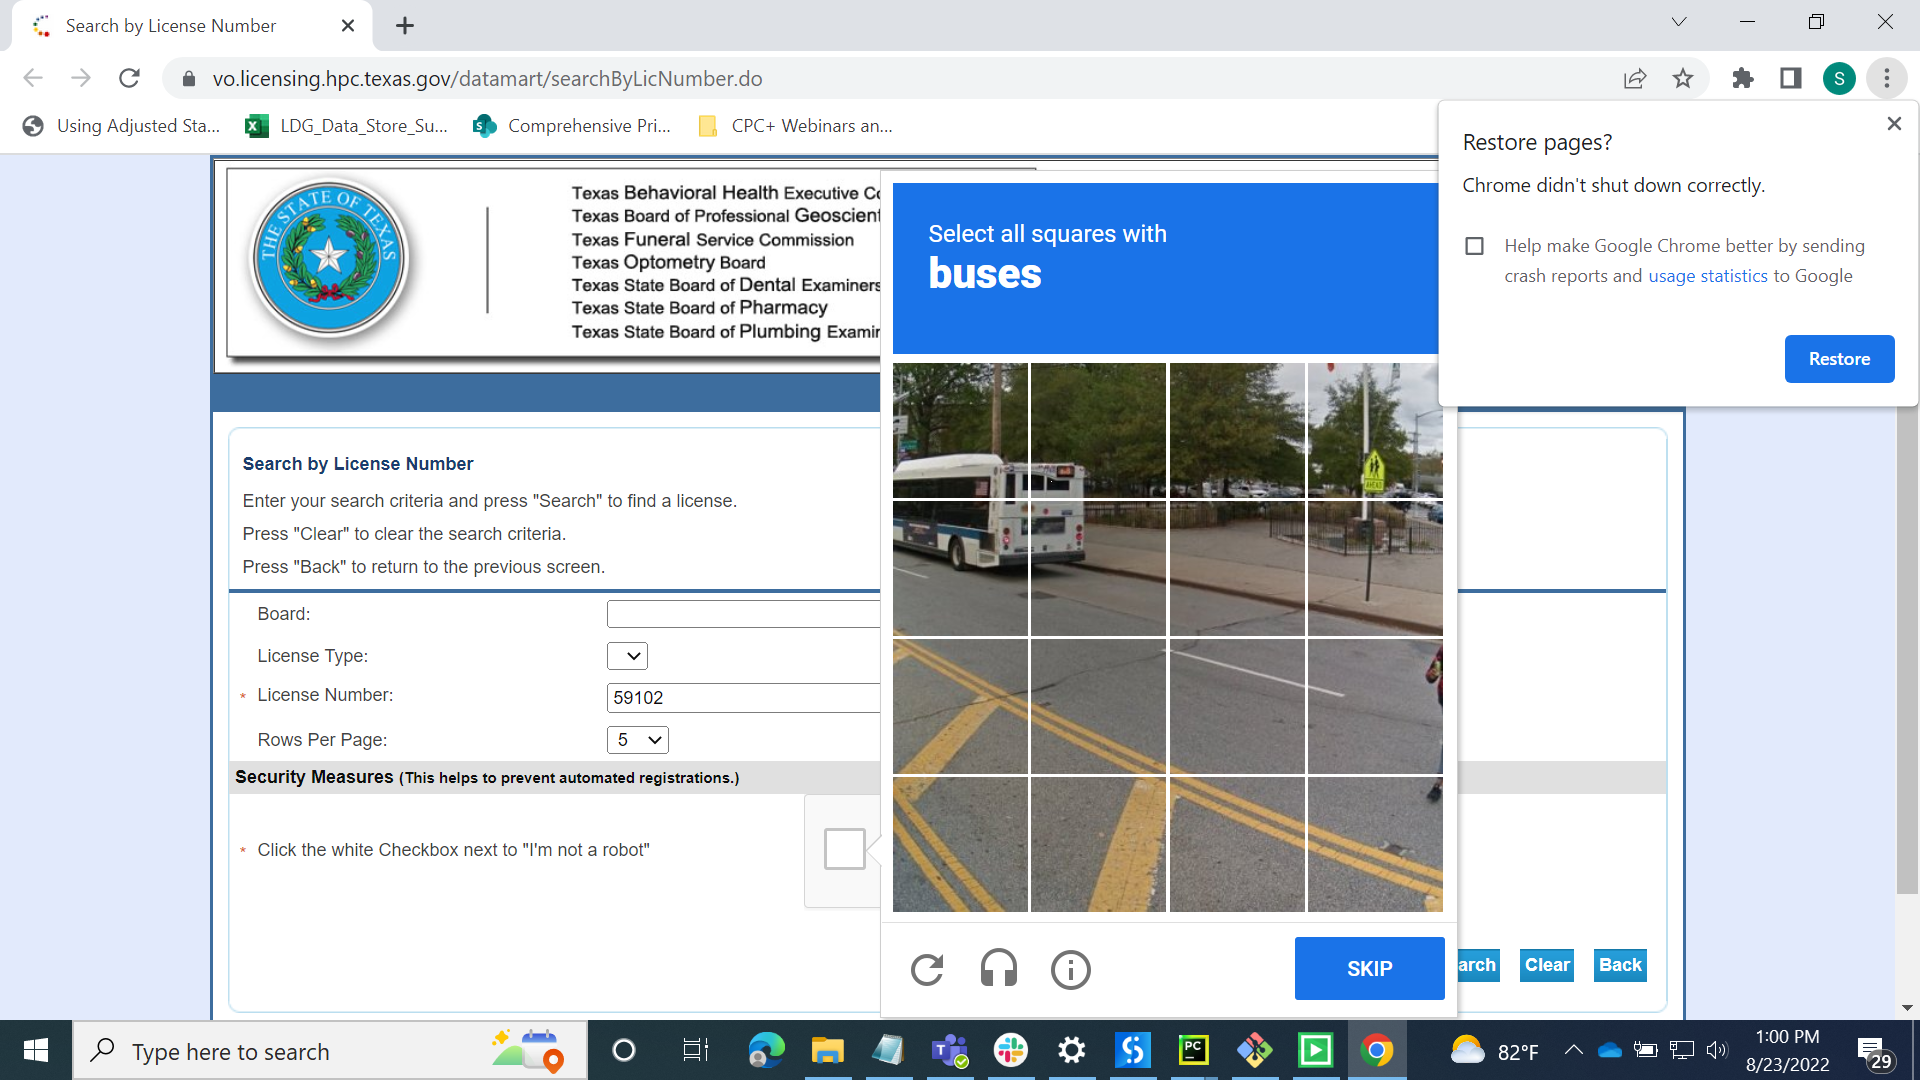 Search by License Number
vo.licensing.hpc.texas.gov/datamart/searchByLicNumber.do
S
Using Adjusted Sta...
LDG_Data_Store_Su...
Comprehensive Pri...
CPC+ Webinars an...
Restore pages?
Chrome didn't shut down correctly.
Help make Google Chrome better by sending
crash reports and usage statistics to Google
Restore
THE STATE OF TEXAS
Texas Behavioral Health Executive Co
Texas Board of Professional Geoscient
Texas Funeral Service Commission
Texas Optometry Board
Texas State Board of Dental Examiners
Texas State Board of Pharmacy
Texas State Board of Plumbing Examin
Select all squares with
buses
AHEAD
Search by License Number
Enter your search criteria and press "Search" to find a license.
Press "Clear" to clear the search criteria.
Press "Back" to return to the previous screen.
Board:
License Type:
* License Number:
59102
Rows Per Page:
5
Security Measures (This helps to prevent automated registrations.)
* Click the white Checkbox next to "I'm not a robot"
SKIP
arch
Clear
Back
Type here to search
82°F
1:00 PM
8/23/2022
29